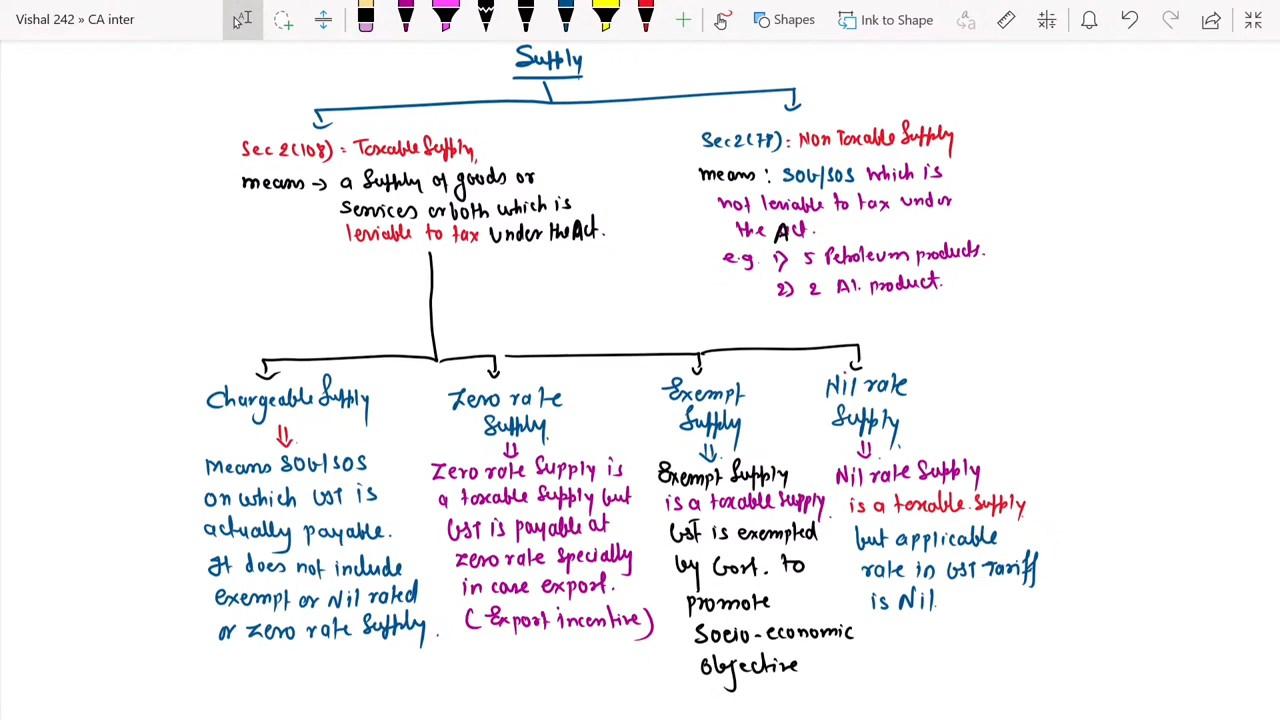 Vishal 242 » CA inter
Shapes
Ink to Shape
Supply
Sec 2(108) = Taxable Supply,
means → a Supply of goods or
Services or both which is
leviable to tax under the Act.
Sec 2(78) : Non Taxable Supply
means : SOG/SOS which is
not leviable to tax under
the Act.
e.g. 1) 5 Petroleum products.
2) 2 Al. product.
Chargeable Supply
⇓
Means SOG/SOS
on which GST is
actually payable.
It does not include
exempt or Nil rated
or zero rate Supply.
Zero rate
Supply
⇓
Zero rate Supply is
a taxable Supply but
GST is payable at
zero rate specially
in case export.
(Export incentive)
Exempt
Supply
⇓
Exempt Supply
is a taxable Supply
GST is exempted
by Govt. to
promote
Socio-economic
objective
Nil rate
Supply
⇓
Nil rate Supply
is a taxable Supply
but applicable
rate in GST Tariff
is Nil.